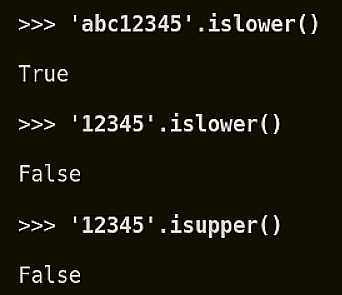 >>> 'abc12345'.islower()
True
>>> '12345'.islower()
False
>>> '12345'.isupper()
False